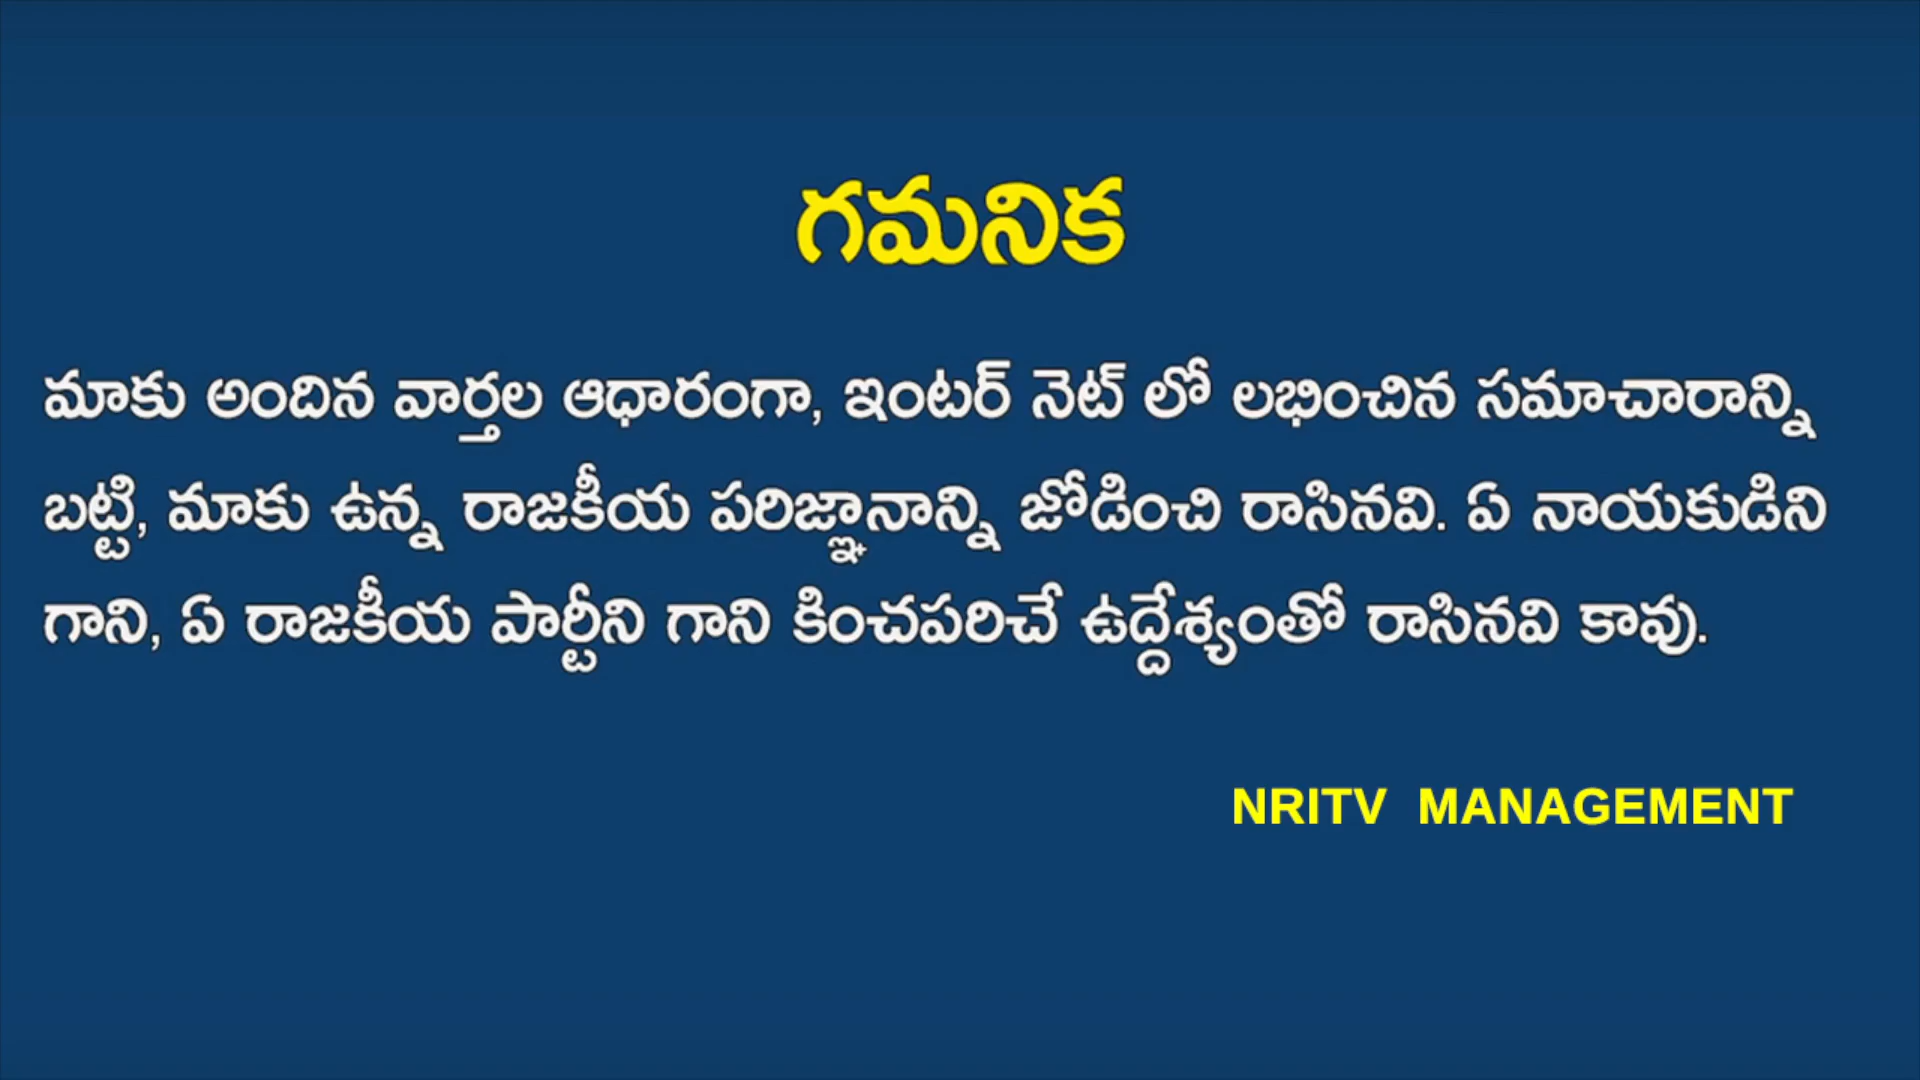 గమనిక
మాకు అందిన వార్తల ఆధారంగా, ఇంటర్ నెట్ లో లభించిన సమాచారాన్ని
బట్టి, మాకు ఉన్న రాజకీయ పరిజ్ఞానాన్ని జోడించి రాసినవి. ఏ నాయకుడిని
గాని, ఏ రాజకీయ పార్టీని గాని కించపరిచే ఉద్దేశ్యంతో రాసినవి కావు.
NRITV MANAGEMENT